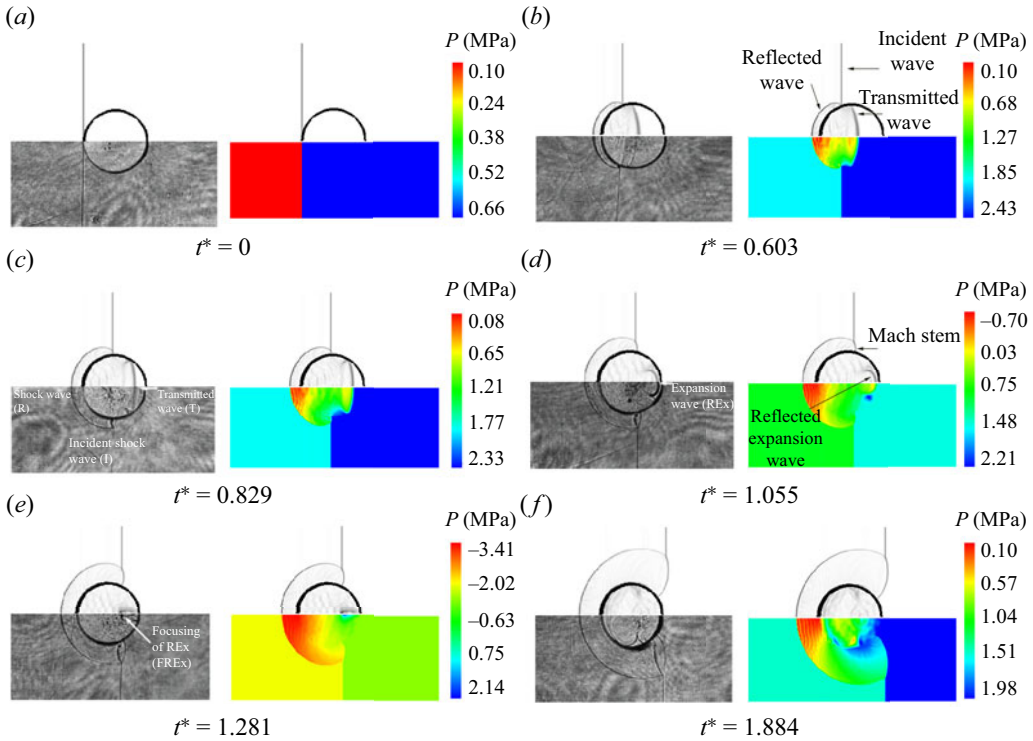 (a)
P (MPa)
0.10
0.24
0.38
0.52
0.66
t* = 0
(b)
Reflected
wave
Incident
wave
Transmitted
wave
P (MPa)
0.10
0.68
1.27
1.85
2.43
t* = 0.603
(c)
Shock wave
(R)
Transmitted
wave (T)
Incident shock
wave (I)
P (MPa)
0.08
0.65
1.21
1.77
2.33
t* = 0.829
(d)
Expansion
wave (REx)
Mach stem
Reflected
expansion
wave
P (MPa)
–0.70
0.03
0.75
1.48
2.21
t* = 1.055
(e)
Focusing
of REx
(FREx)
P (MPa)
–3.41
–2.02
–0.63
0.75
2.14
t* = 1.281
(f)
P (MPa)
0.10
0.57
1.04
1.51
1.98
t* = 1.884